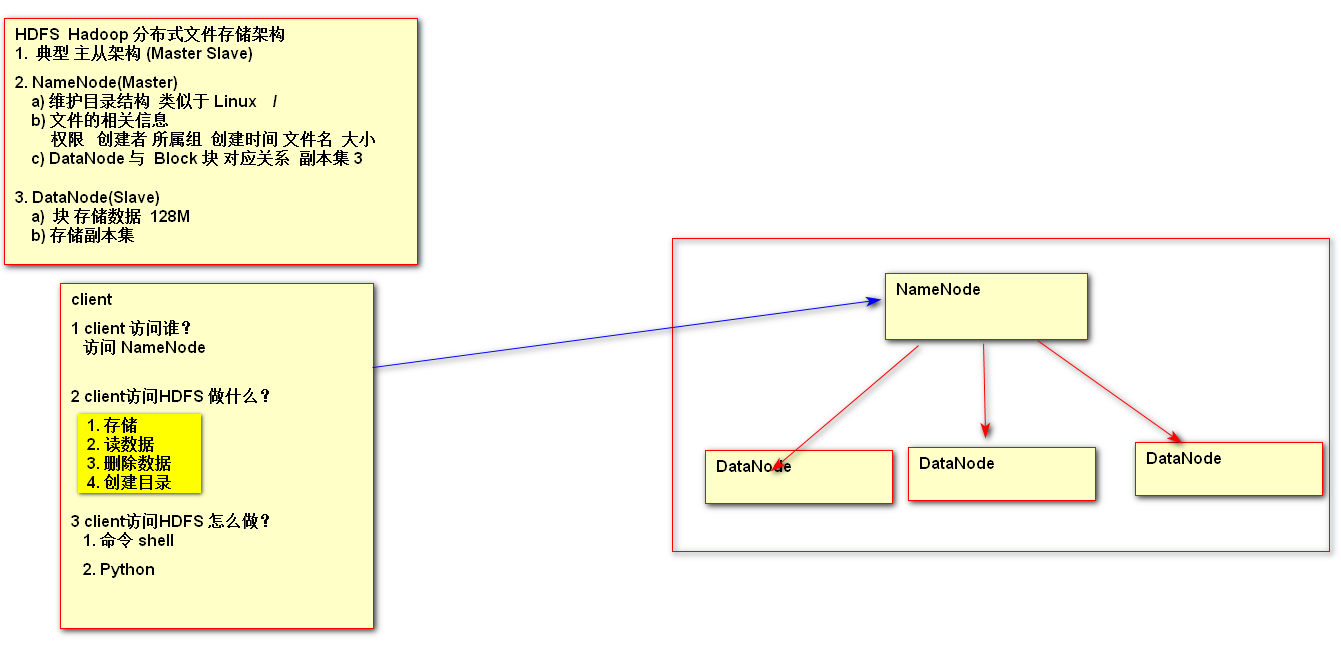 HDFS Hadoop 分布式文件存储架构
1. 典型 主从架构 (Master Slave)
2. NameNode(Master)
a) 维护目录结构 类似于 Linux /
b) 文件的相关信息
权限 创建者 所属组 创建时间 文件名 大小
c) DataNode 与 Block 块 对应关系 副本集 3
3. DataNode(Slave)
a) 块 存储数据 128M
b) 存储副本集
client
1 client 访问谁?
访问 NameNode
2 client访问HDFS 做什么?
1. 存储
2. 读数据
3. 删除数据
4. 创建目录
3 client访问HDFS 怎么做?
1. 命令 shell
2. Python
NameNode
DataNode
DataNode
DataNode